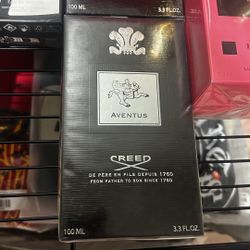 100 ML
3.3 FL.OZ.
AVENTUS
CREED
DE PÈRE EN FILS DEPUIS 1760
FROM FATHER TO SON SINCE 1760
100 ML
3.3 FL.OZ.